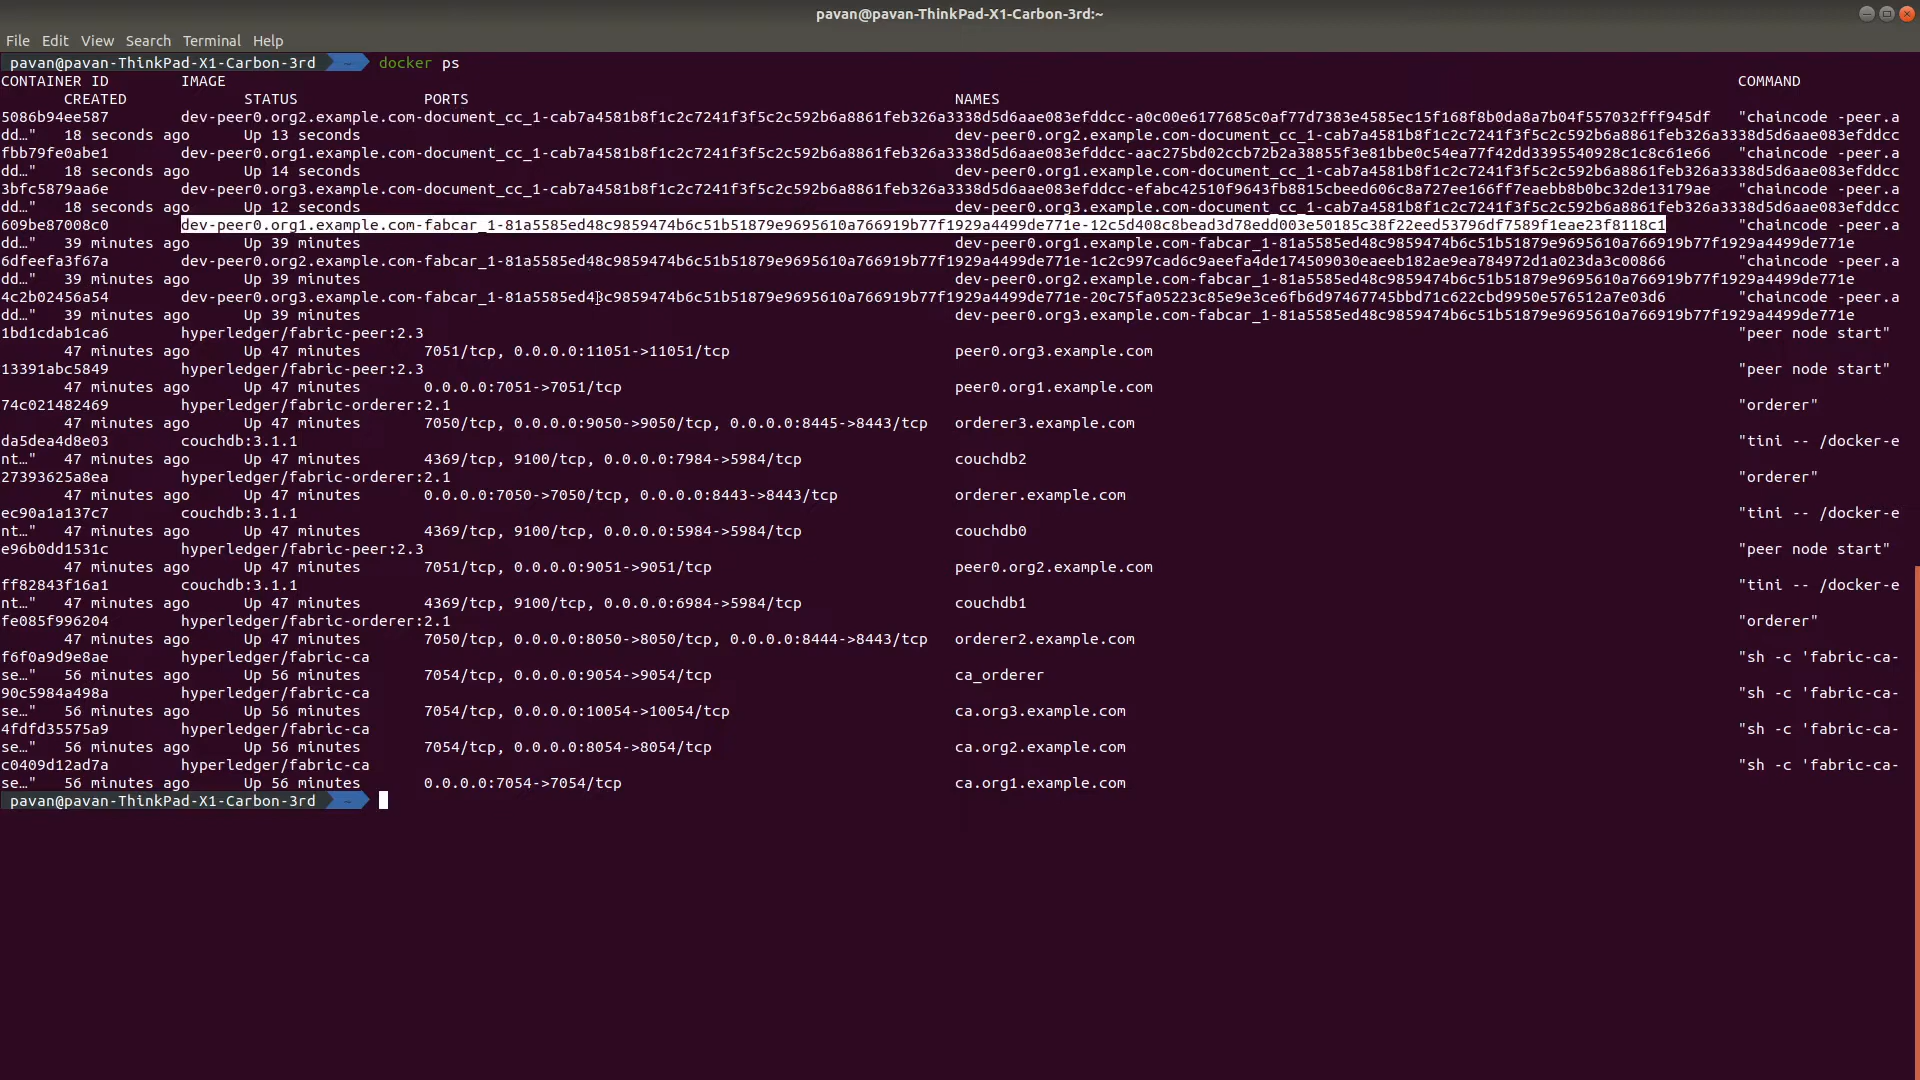 pavan@pavan-ThinkPad-X1-Carbon-3rd:~
File Edit View Search Terminal Help
pavan@pavan-ThinkPad-X1-Carbon-3rd ~ docker ps
CONTAINER ID IMAGE COMMAND
CREATED STATUS PORTS NAMES
5086b94ee587 dev-peer0.org2.example.com-document_cc_1-cab7a4581b8f1c2c7241f3f5c2c592b6a8861feb326a3338d5d6aae083efddcc-a0c00e6177685c0af77d7383e4585ec15f168f8b0da8a7b04f557032fff945df "chaincode -peer.a
dd…" 18 seconds ago Up 13 seconds dev-peer0.org2.example.com-document_cc_1-cab7a4581b8f1c2c7241f3f5c2c592b6a8861feb326a3338d5d6aae083efddcc
fbb79fe0abe1 dev-peer0.org1.example.com-document_cc_1-cab7a4581b8f1c2c7241f3f5c2c592b6a8861feb326a3338d5d6aae083efddcc-aac275bd02ccb72b2a38855f3e81bbe0c54ea77f42dd3395540928c1c8c61e66 "chaincode -peer.a
dd…" 18 seconds ago Up 14 seconds dev-peer0.org1.example.com-document_cc_1-cab7a4581b8f1c2c7241f3f5c2c592b6a8861feb326a3338d5d6aae083efddcc
3bfc5879aa6e dev-peer0.org3.example.com-document_cc_1-cab7a4581b8f1c2c7241f3f5c2c592b6a8861feb326a3338d5d6aae083efddcc-efabc42510f9643fb8815cbeed606c8a727ee166ff7eaebb8b0bc32de13179ae "chaincode -peer.a
dd…" 18 seconds ago Up 12 seconds dev-peer0.org3.example.com-document_cc_1-cab7a4581b8f1c2c7241f3f5c2c592b6a8861feb326a3338d5d6aae083efddcc
609be87008c0 dev-peer0.org1.example.com-fabcar_1-81a5585ed48c9859474b6c51b51879e9695610a766919b77f1929a4499de771e-12c5d408c8bead3d78edd003e50185c38f22eed53796df7589f1eae23f8118c1 "chaincode -peer.a
dd…" 39 minutes ago Up 39 minutes dev-peer0.org1.example.com-fabcar_1-81a5585ed48c9859474b6c51b51879e9695610a766919b77f1929a4499de771e
6dfeefa3f67a dev-peer0.org2.example.com-fabcar_1-81a5585ed48c9859474b6c51b51879e9695610a766919b77f1929a4499de771e-1c2c997cad6c9aeefa4de174509030eaeeb182ae9ea784972d1a023da3c00866 "chaincode -peer.a
dd…" 39 minutes ago Up 39 minutes dev-peer0.org2.example.com-fabcar_1-81a5585ed48c9859474b6c51b51879e9695610a766919b77f1929a4499de771e
4c2b02456a54 dev-peer0.org3.example.com-fabcar_1-81a5585ed48c9859474b6c51b51879e9695610a766919b77f1929a4499de771e-20c75fa05223c85e9e3ce6fb6d97467745bbd71c622cbd9950e576512a7e03d6 "chaincode -peer.a
dd…" 39 minutes ago Up 39 minutes dev-peer0.org3.example.com-fabcar_1-81a5585ed48c9859474b6c51b51879e9695610a766919b77f1929a4499de771e
1bd1cdab1ca6 hyperledger/fabric-peer:2.3 "peer node start"
47 minutes ago Up 47 minutes 7051/tcp, 0.0.0.0:11051->11051/tcp peer0.org3.example.com
13391abc5849 hyperledger/fabric-peer:2.3 "peer node start"
47 minutes ago Up 47 minutes 0.0.0.0:7051->7051/tcp peer0.org1.example.com
74c021482469 hyperledger/fabric-orderer:2.1 "orderer"
47 minutes ago Up 47 minutes 7050/tcp, 0.0.0.0:9050->9050/tcp, 0.0.0.0:8445->8443/tcp orderer3.example.com
da5dea4d8e03 couchdb:3.1.1 "tini -- /docker-e
nt…" 47 minutes ago Up 47 minutes 4369/tcp, 9100/tcp, 0.0.0.0:7984->5984/tcp couchdb2
27393625a8ea hyperledger/fabric-orderer:2.1 "orderer"
47 minutes ago Up 47 minutes 0.0.0.0:7050->7050/tcp, 0.0.0.0:8443->8443/tcp orderer.example.com
ec90a1a137c7 couchdb:3.1.1 "tini -- /docker-e
nt…" 47 minutes ago Up 47 minutes 4369/tcp, 9100/tcp, 0.0.0.0:5984->5984/tcp couchdb0
e96b0dd1531c hyperledger/fabric-peer:2.3 "peer node start"
47 minutes ago Up 47 minutes 7051/tcp, 0.0.0.0:9051->9051/tcp peer0.org2.example.com
ff82843f16a1 couchdb:3.1.1 "tini -- /docker-e
nt…" 47 minutes ago Up 47 minutes 4369/tcp, 9100/tcp, 0.0.0.0:6984->5984/tcp couchdb1
fe085f996204 hyperledger/fabric-orderer:2.1 "orderer"
47 minutes ago Up 47 minutes 7050/tcp, 0.0.0.0:8050->8050/tcp, 0.0.0.0:8444->8443/tcp orderer2.example.com
f6f0a9d9e8ae hyperledger/fabric-ca "sh -c 'fabric-ca-
se…" 56 minutes ago Up 56 minutes 7054/tcp, 0.0.0.0:9054->9054/tcp ca_orderer
90c5984a498a hyperledger/fabric-ca "sh -c 'fabric-ca-
se…" 56 minutes ago Up 56 minutes 7054/tcp, 0.0.0.0:10054->10054/tcp ca.org3.example.com
4fdfd35575a9 hyperledger/fabric-ca "sh -c 'fabric-ca-
se…" 56 minutes ago Up 56 minutes 7054/tcp, 0.0.0.0:8054->8054/tcp ca.org2.example.com
c0409d12ad7a hyperledger/fabric-ca "sh -c 'fabric-ca-
se…" 56 minutes ago Up 56 minutes 0.0.0.0:7054->7054/tcp ca.org1.example.com
pavan@pavan-ThinkPad-X1-Carbon-3rd ~